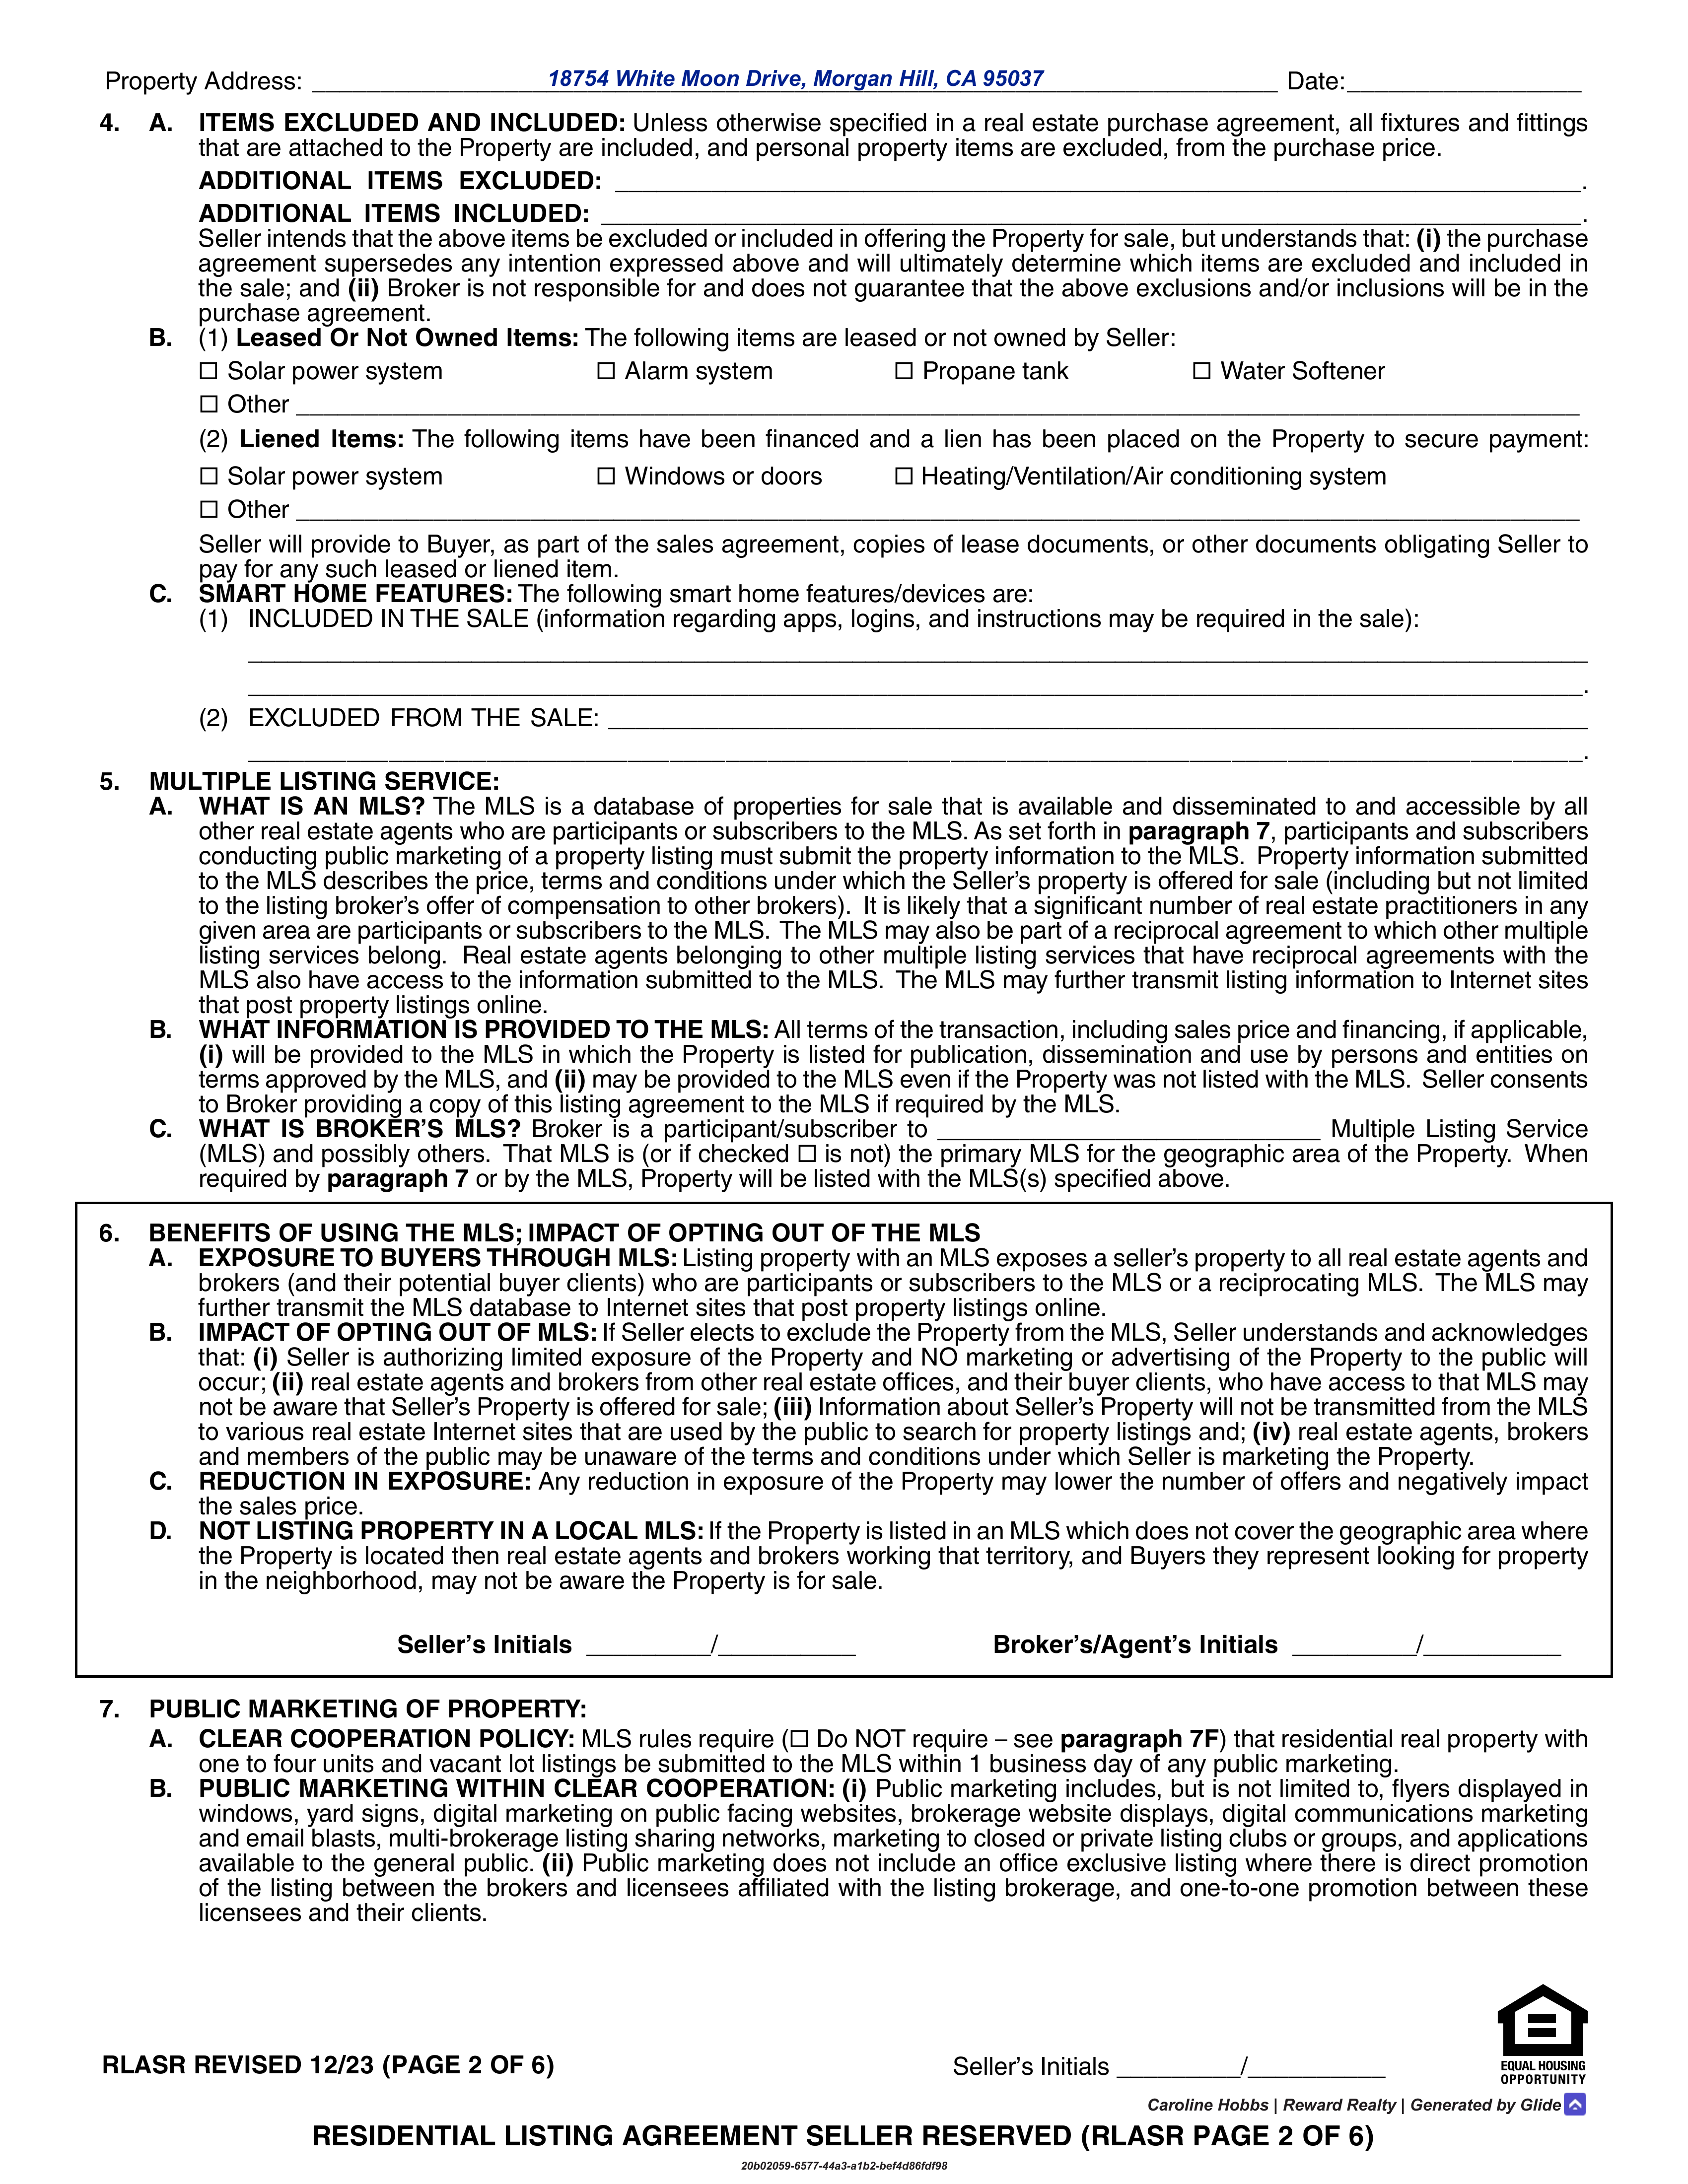 Property Address: 18754 White Moon Drive, Morgan Hill, CA 95037 Date:
4. A. ITEMS EXCLUDED AND INCLUDED: Unless otherwise specified in a real estate purchase agreement, all fixtures and fittings
that are attached to the Property are included, and personal property items are excluded, from the purchase price.
ADDITIONAL ITEMS EXCLUDED: .
ADDITIONAL ITEMS INCLUDED: .
Seller intends that the above items be excluded or included in offering the Property for sale, but understands that: (i) the purchase
agreement supersedes any intention expressed above and will ultimately determine which items are excluded and included in
the sale; and (ii) Broker is not responsible for and does not guarantee that the above exclusions and/or inclusions will be in the
purchase agreement.
B. (1) Leased Or Not Owned Items: The following items are leased or not owned by Seller:
☐ Solar power system ☐ Alarm system ☐ Propane tank ☐ Water Softener
☐ Other
(2) Liened Items: The following items have been financed and a lien has been placed on the Property to secure payment:
☐ Solar power system ☐ Windows or doors ☐ Heating/Ventilation/Air conditioning system
☐ Other
Seller will provide to Buyer, as part of the sales agreement, copies of lease documents, or other documents obligating Seller to
pay for any such leased or liened item.
C. SMART HOME FEATURES: The following smart home features/devices are:
(1) INCLUDED IN THE SALE (information regarding apps, logins, and instructions may be required in the sale):
.
(2) EXCLUDED FROM THE SALE:
.
5. MULTIPLE LISTING SERVICE:
A. WHAT IS AN MLS? The MLS is a database of properties for sale that is available and disseminated to and accessible by all
other real estate agents who are participants or subscribers to the MLS. As set forth in paragraph 7, participants and subscribers
conducting public marketing of a property listing must submit the property information to the MLS. Property information submitted
to the MLS describes the price, terms and conditions under which the Seller's property is offered for sale (including but not limited
to the listing broker's offer of compensation to other brokers). It is likely that a significant number of real estate practitioners in any
given area are participants or subscribers to the MLS. The MLS may also be part of a reciprocal agreement to which other multiple
listing services belong. Real estate agents belonging to other multiple listing services that have reciprocal agreements with the
MLS also have access to the information submitted to the MLS. The MLS may further transmit listing information to Internet sites
that post property listings online.
B. WHAT INFORMATION IS PROVIDED TO THE MLS: All terms of the transaction, including sales price and financing, if applicable,
(i) will be provided to the MLS in which the Property is listed for publication, dissemination and use by persons and entities on
terms approved by the MLS, and (ii) may be provided to the MLS even if the Property was not listed with the MLS. Seller consents
to Broker providing a copy of this listing agreement to the MLS if required by the MLS.
C. WHAT IS BROKER'S MLS? Broker is a participant/subscriber to Multiple Listing Service
(MLS) and possibly others. That MLS is (or if checked ☐ is not) the primary MLS for the geographic area of the Property. When
required by paragraph 7 or by the MLS, Property will be listed with the MLS(s) specified above.
6. BENEFITS OF USING THE MLS; IMPACT OF OPTING OUT OF THE MLS
A. EXPOSURE TO BUYERS THROUGH MLS: Listing property with an MLS exposes a seller's property to all real estate agents and
brokers (and their potential buyer clients) who are participants or subscribers to the MLS or a reciprocating MLS. The MLS may
further transmit the MLS database to Internet sites that post property listings online.
B. IMPACT OF OPTING OUT OF MLS: If Seller elects to exclude the Property from the MLS, Seller understands and acknowledges
that: (i) Seller is authorizing limited exposure of the Property and NO marketing or advertising of the Property to the public will
occur; (ii) real estate agents and brokers from other real estate offices, and their buyer clients, who have access to that MLS may
not be aware that Seller's Property is offered for sale; (iii) Information about Seller's Property will not be transmitted from the MLS
to various real estate Internet sites that are used by the public to search for property listings and; (iv) real estate agents, brokers
and members of the public may be unaware of the terms and conditions under which Seller is marketing the Property.
C. REDUCTION IN EXPOSURE: Any reduction in exposure of the Property may lower the number of offers and negatively impact
the sales price.
D. NOT LISTING PROPERTY IN A LOCAL MLS: If the Property is listed in an MLS which does not cover the geographic area where
the Property is located then real estate agents and brokers working that territory, and Buyers they represent looking for property
in the neighborhood, may not be aware the Property is for sale.
Seller's Initials / Broker's/Agent's Initials /
7. PUBLIC MARKETING OF PROPERTY:
A. CLEAR COOPERATION POLICY: MLS rules require (☐ Do NOT require – see paragraph 7F) that residential real property with
one to four units and vacant lot listings be submitted to the MLS within 1 business day of any public marketing.
B. PUBLIC MARKETING WITHIN CLEAR COOPERATION: (i) Public marketing includes, but is not limited to, flyers displayed in
windows, yard signs, digital marketing on public facing websites, brokerage website displays, digital communications marketing
and email blasts, multi-brokerage listing sharing networks, marketing to closed or private listing clubs or groups, and applications
available to the general public. (ii) Public marketing does not include an office exclusive listing where there is direct promotion
of the listing between the brokers and licensees affiliated with the listing brokerage, and one-to-one promotion between these
licensees and their clients.
RLASR REVISED 12/23 (PAGE 2 OF 6) Seller's Initials /
EQUAL HOUSING
OPPORTUNITY
Caroline Hobbs | Reward Realty | Generated by Glide
RESIDENTIAL LISTING AGREEMENT SELLER RESERVED (RLASR PAGE 2 OF 6)
20b02059-6577-44a3-a1b2-bef4d86fdf98